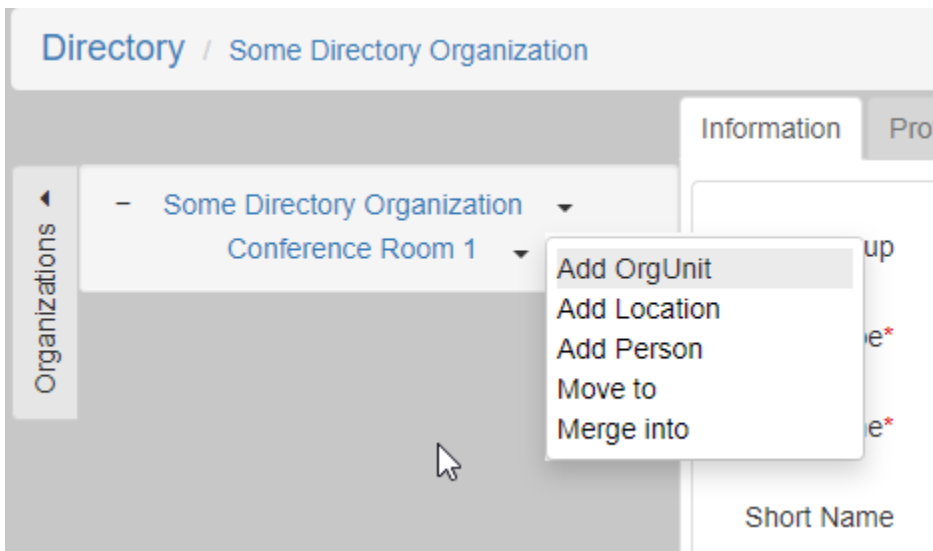 Directory / Some Directory Organization
Information
Organizations
− Some Directory Organization
Conference Room 1
Add OrgUnit
Add Location
Add Person
Move to
Merge into
Short Name